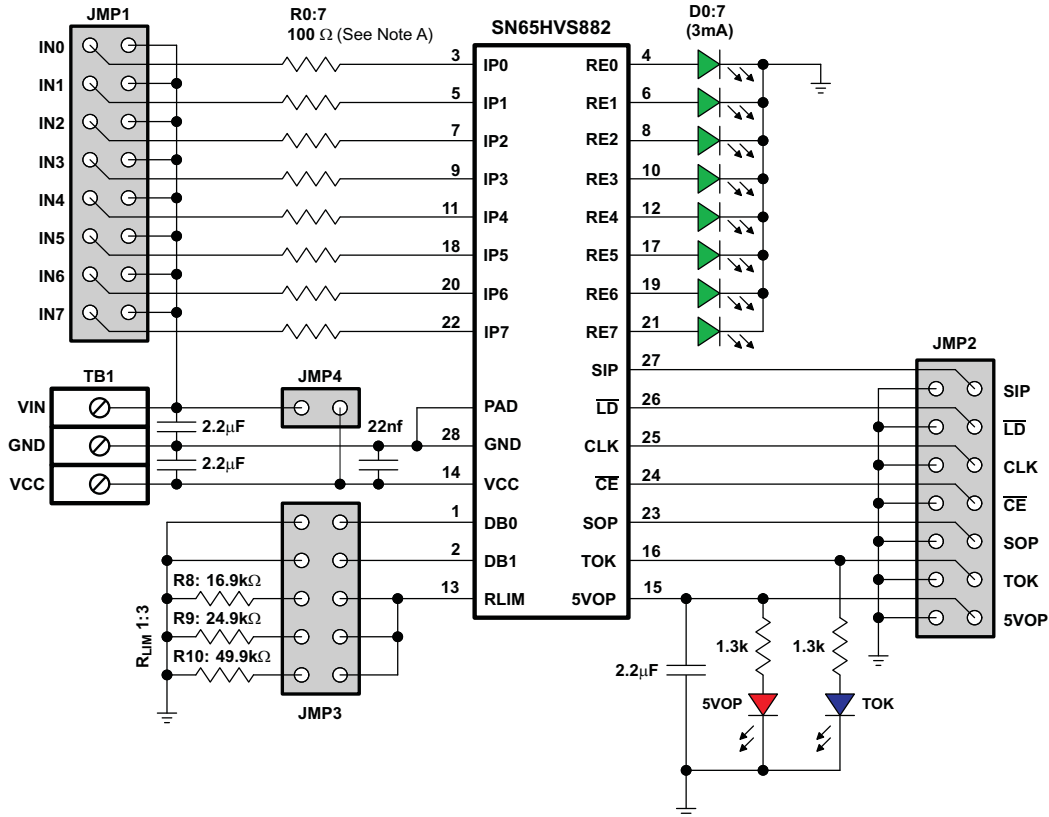 JMP1
R0:7
100 Ω (See Note A)
SN65HVS882
D0:7
(3mA)
IN0
3
IP0
RE0
4
IN1
5
IP1
RE1
6
IN2
7
IP2
RE2
8
IN3
9
IP3
RE3
10
IN4
11
IP4
RE4
12
IN5
18
IP5
RE5
17
IN6
20
IP6
RE6
19
IN7
22
IP7
RE7
21
TB1
JMP4
SIP
27
JMP2
VIN
PAD
LD
26
SIP
2.2μF
22nf
LD
GND
28
GND
CLK
25
2.2μF
CLK
VCC
14
VCC
CE
24
CE
1
DB0
SOP
23
SOP
2
DB1
TOK
16
TOK
R8: 16.9kΩ
13
RLIM
5VOP
15
5VOP
R9: 24.9kΩ
R10: 49.9kΩ
RLIM 1:3
JMP3
2.2μF
1.3k
1.3k
5VOP
TOK